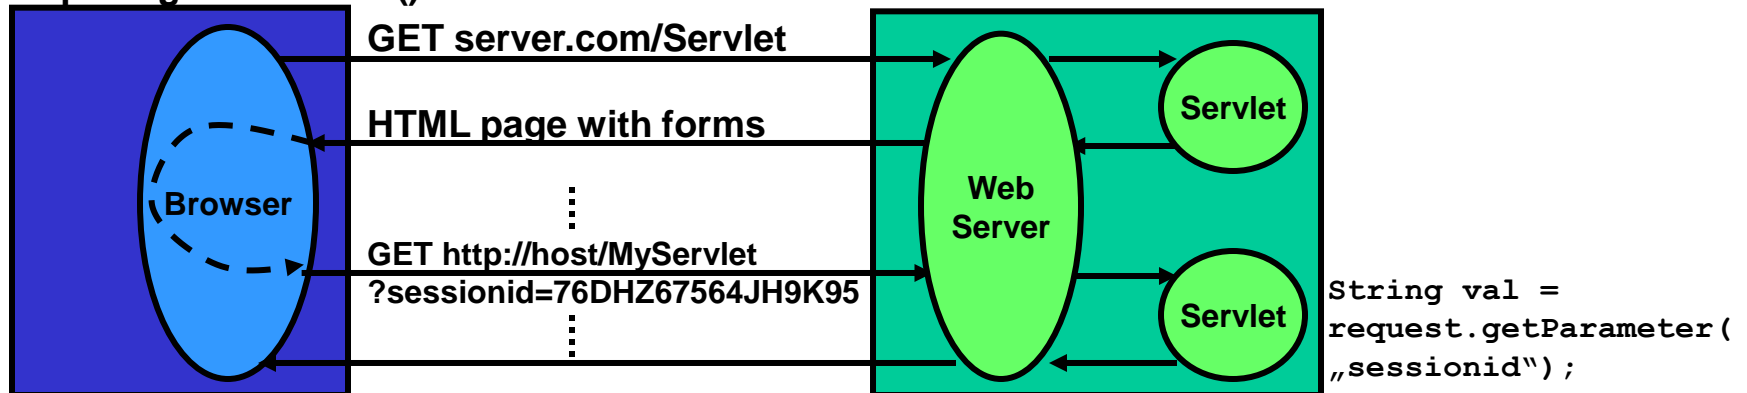 GET server.com/Servlet
Servlet
HTML page with forms
Browser
Web
Server
GET http://host/MyServlet
?sessionid=76DHZ67564JH9K95
Servlet
String val =
request.getParameter(
„sessionid“);